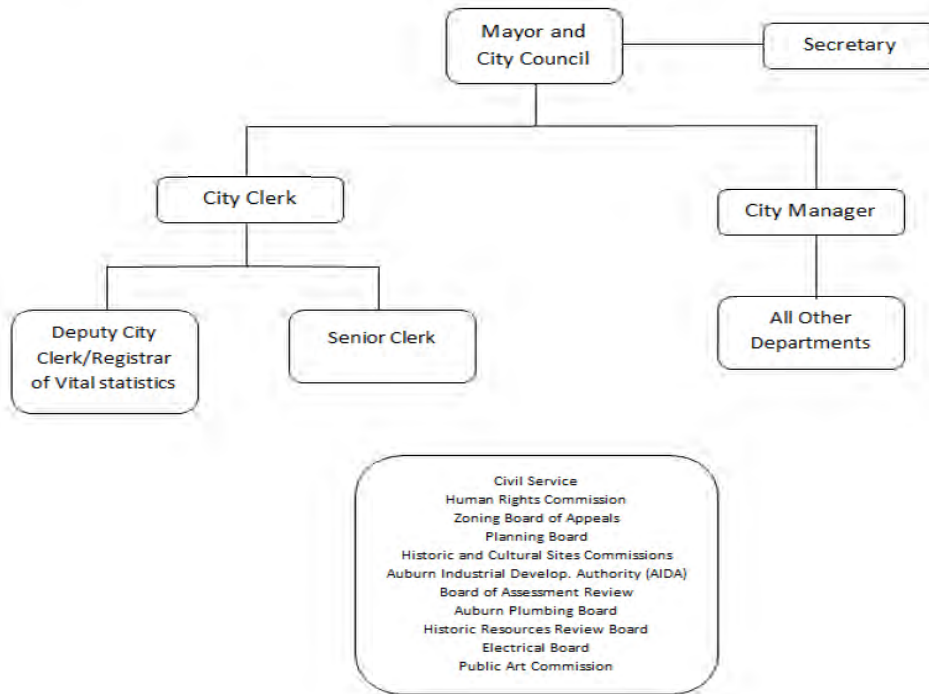 Mayor and
City Council
Secretary
City Clerk
City Manager
Deputy City
Clerk/Registrar
of Vital statistics
Senior Clerk
All Other
Departments
Civil Service
Human Rights Commission
Zoning Board of Appeals
Planning Board
Historic and Cultural Sites Commissions
Auburn Industrial Develop. Authority (AIDA)
Board of Assessment Review
Auburn Plumbing Board
Historic Resources Review Board
Electrical Board
Public Art Commission